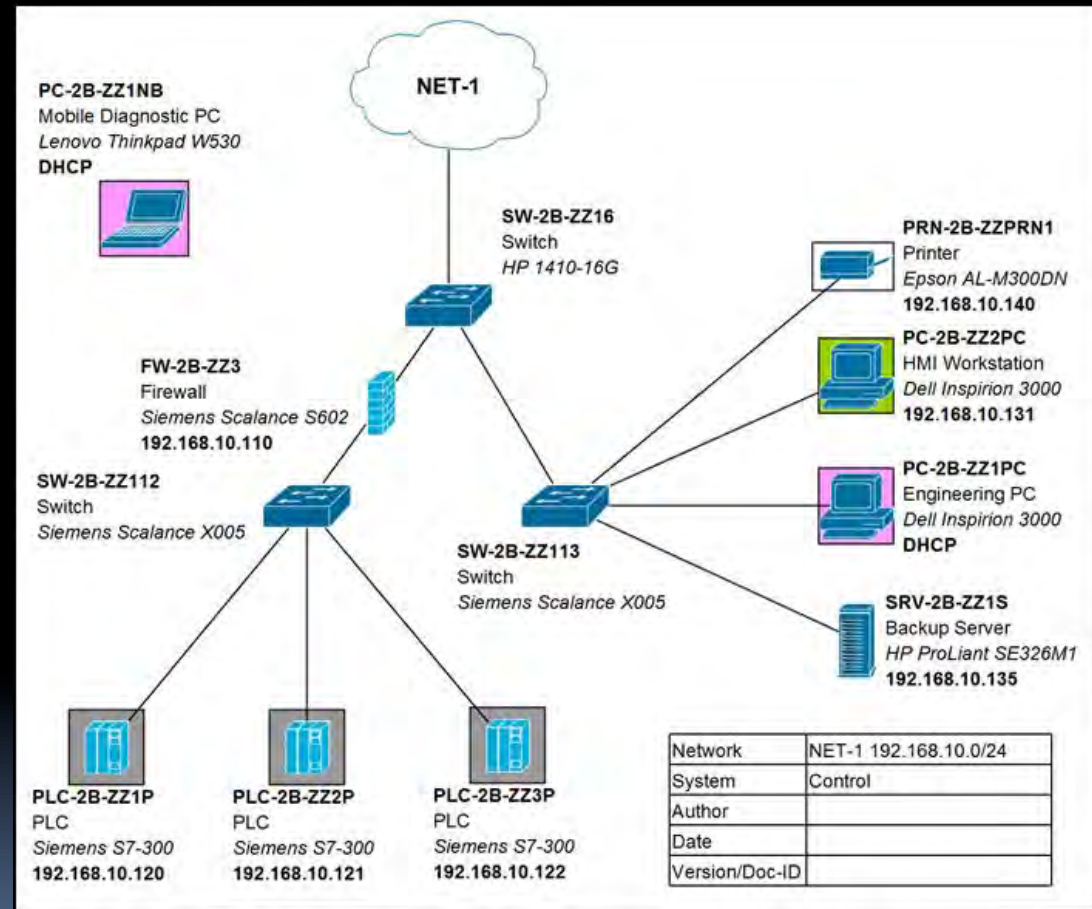 NET-1
PC-2B-ZZ1NB
Mobile Diagnostic PC
Lenovo Thinkpad W530
DHCP
SW-2B-ZZ16
Switch
HP 1410-16G
PRN-2B-ZZPRN1
Printer
Epson AL-M300DN
192.168.10.140
PC-2B-ZZ2PC
HMI Workstation
Dell Inspirion 3000
192.168.10.131
FW-2B-ZZ3
Firewall
Siemens Scalance S602
192.168.10.110
SW-2B-ZZ112
Switch
Siemens Scalance X005
PC-2B-ZZ1PC
Engineering PC
Dell Inspirion 3000
DHCP
SW-2B-ZZ113
Switch
Siemens Scalance X005
SRV-2B-ZZ1S
Backup Server
HP ProLiant SE326M1
192.168.10.135
PLC-2B-ZZ1P
PLC
Siemens S7-300
192.168.10.120
PLC-2B-ZZ2P
PLC
Siemens S7-300
192.168.10.121
PLC-2B-ZZ3P
PLC
Siemens S7-300
192.168.10.122
Network NET-1 192.168.10.0/24
System Control
Author
Date
Version/Doc-ID